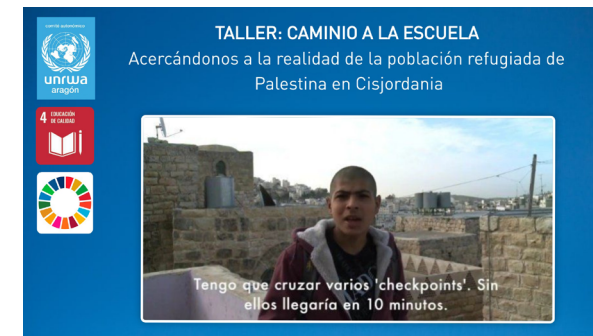 comité autonómico
unrwa
aragón
4 EDUCACIÓN
DE CALIDAD
TALLER: CAMINIO A LA ESCUELA
Acercándonos a la realidad de la población refugiada de
Palestina en Cisjordania
Tengo que cruzar varios 'checkpoints'. Sin
ellos llegaría en 10 minutos.